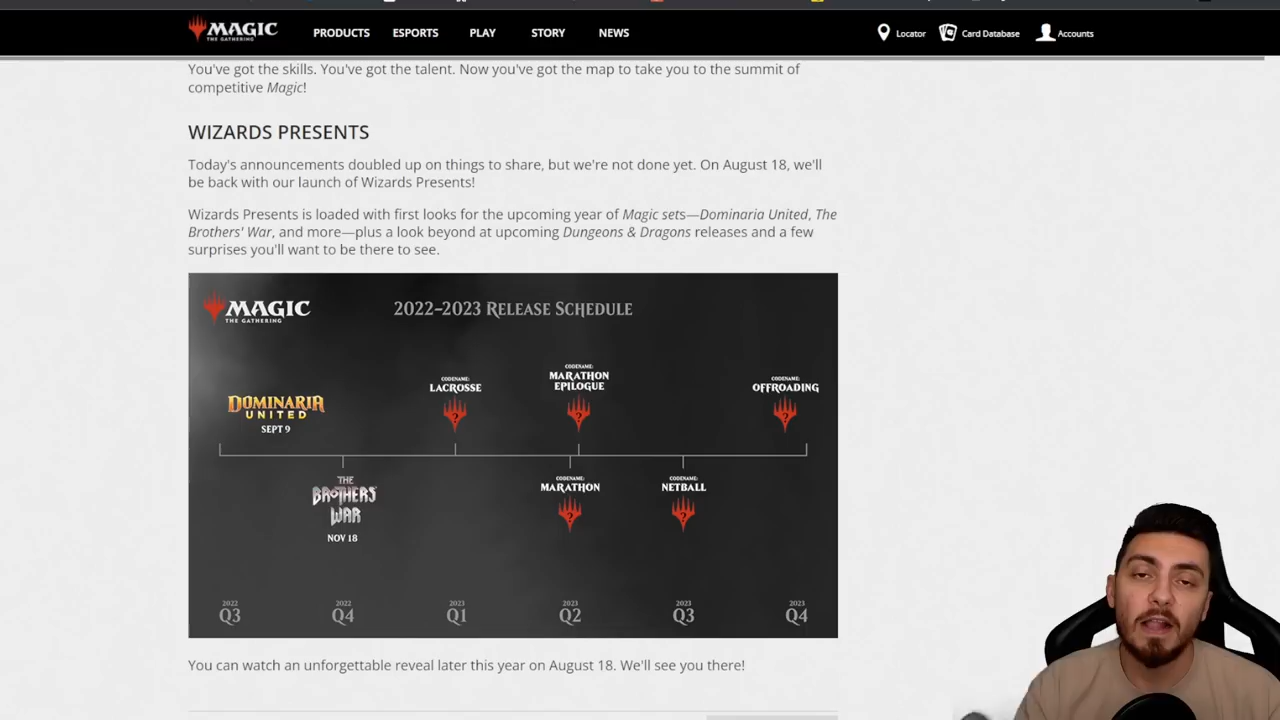 MAGIC
THE GATHERING
PRODUCTS
ESPORTS
PLAY
STORY
NEWS
Locator
Card Database
Accounts
You've got the skills. You've got the talent. Now you've got the map to take you to the summit of
competitive Magic!
WIZARDS PRESENTS
Today's announcements doubled up on things to share, but we're not done yet. On August 18, we'll
be back with our launch of Wizards Presents!
Wizards Presents is loaded with first looks for the upcoming year of Magic sets—Dominaria United, The
Brothers' War, and more—plus a look beyond at upcoming Dungeons & Dragons releases and a few
surprises you'll want to be there to see.
MAGIC
THE GATHERING
2022–2023 RELEASE SCHEDULE
DOMINARIA
UNITED
SEPT 9
CODENAME:
LACROSSE
?
CODENAME:
MARATHON
EPILOGUE
?
CODENAME:
OFFROADING
?
THE
BROTHERS'
WAR
NOV 18
CODENAME:
MARATHON
?
CODENAME:
NETBALL
?
2022
Q3
2022
Q4
2023
Q1
2023
Q2
2023
Q3
2023
Q4
You can watch an unforgettable reveal later this year on August 18. We'll see you there!